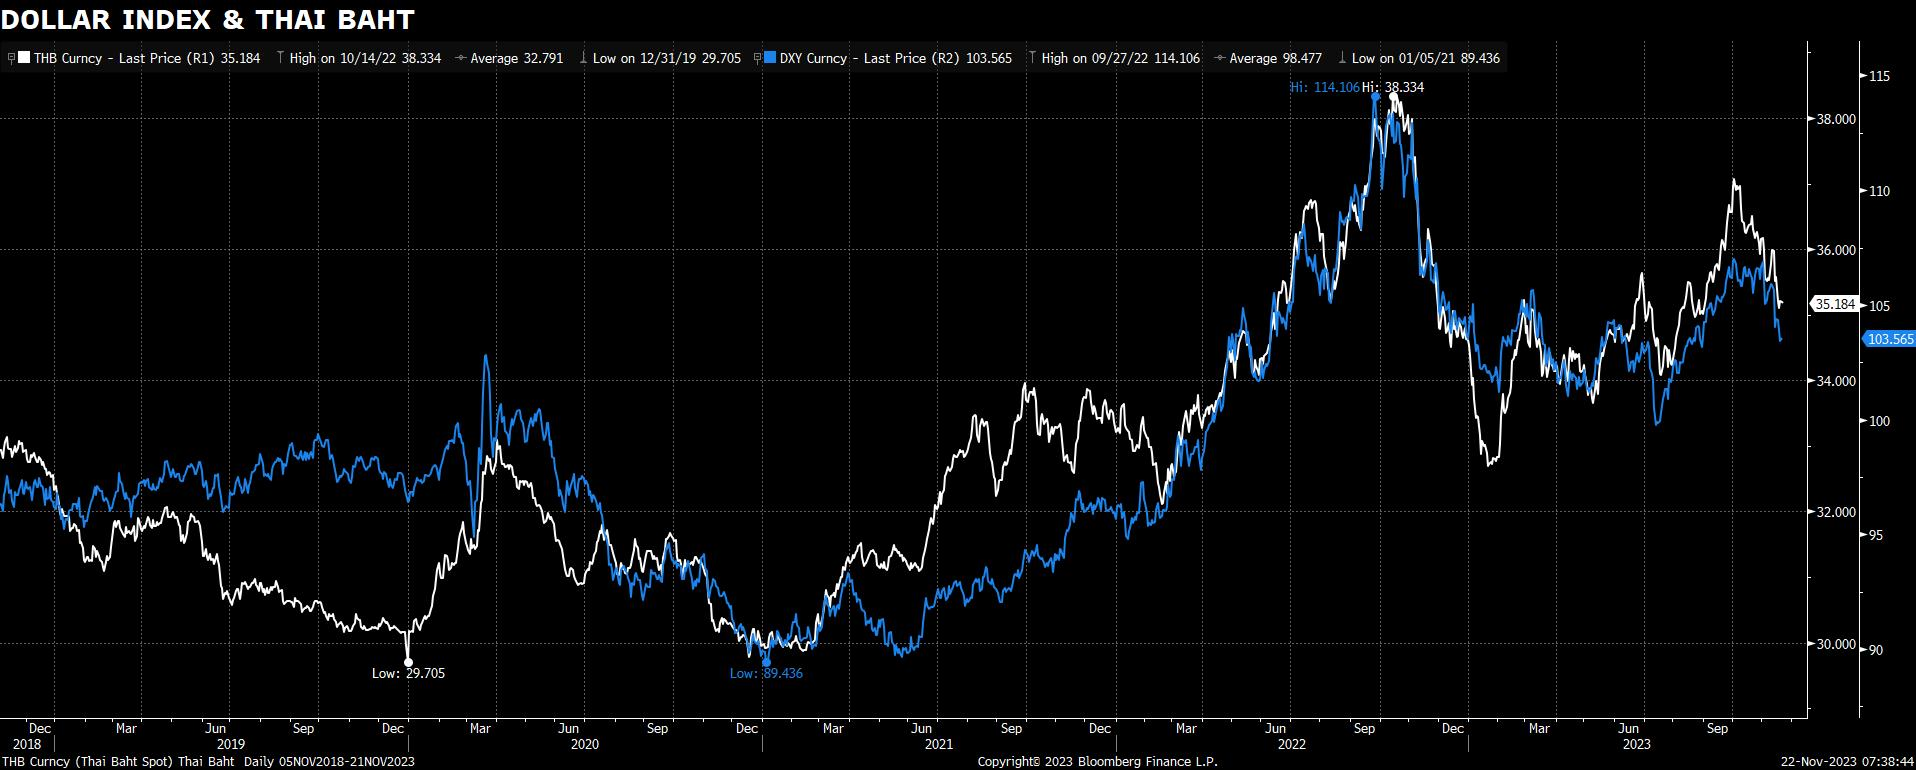 DOLLAR INDEX & THAI BAHT
THB Curncy - Last Price (R1) 35.184 High on 10/14/22 38.334 Average 32.791 Low on 12/31/19 29.705 DXY Curncy - Last Price (R2) 103.565 High on 09/27/22 114.106 Average 98.477 Low on 01/05/21 89.436
Hi: 114.106 Hi: 38.334
115
38.000
110
36.000
35.184 105
103.565
34.000
100
32.000
95
30.000
90
Low: 29.705 Low: 89.436
Dec Mar Jun Sep Dec Mar Jun Sep Dec Mar Jun Sep Dec Mar Jun Sep Dec Mar Jun Sep
2018 2019 2020 2021 2022 2023
THB Curncy (Thai Baht Spot) Thai Baht Daily 05NOV2018-21NOV2023 Copyright© 2023 Bloomberg Finance L.P. 22-Nov-2023 07:38:44